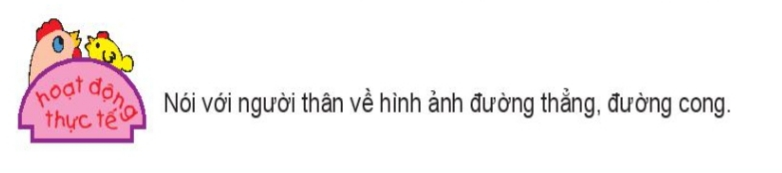 hoạt động
thực tế
Nói với người thân về hình ảnh đường thẳng, đường cong.